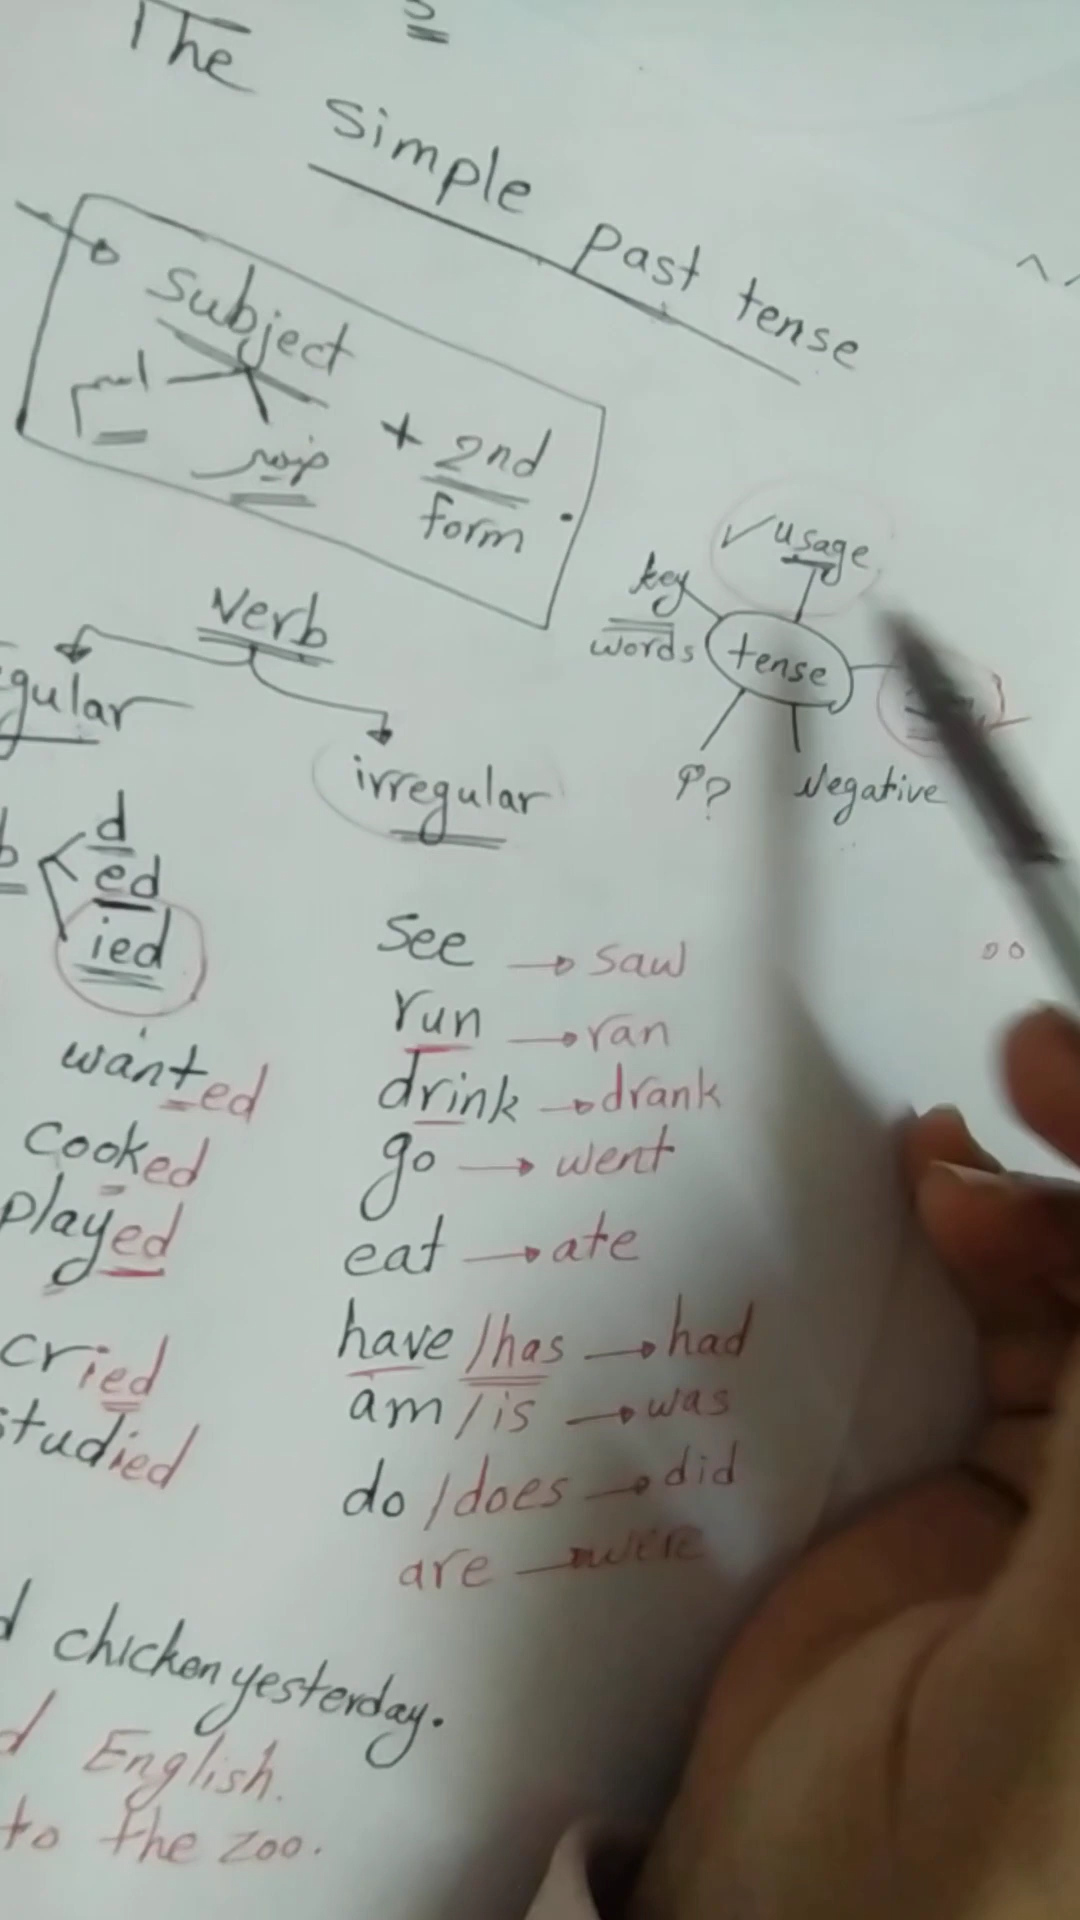 The
simple past tense
subject
اسم
ضمير
+ 2nd
form.
verb
irregular
d
ed
ied
wanted
cooked
played
cried
studied
see → saw
run → ran
drink → drank
go → went
eat → ate
have /has → had
am / is → was
do / does → did
are → were
usage
key
words
tense
Negative
chicken yesterday.
English.
to the zoo.